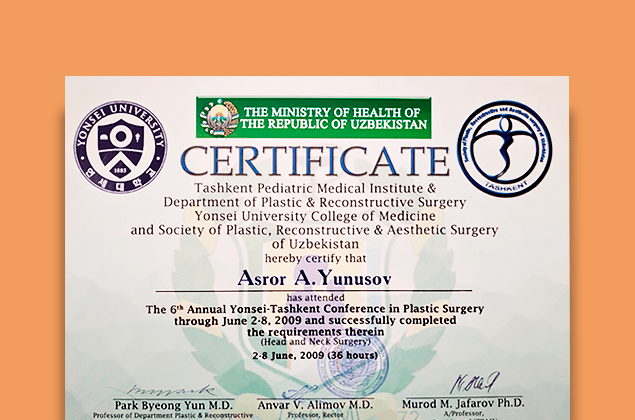 YONSEI UNIVERSITY
1885
연세대학교
THE MINISTRY OF HEALTH OF
THE REPUBLIC OF UZBEKISTAN
Society of Plastic, Reconstructive and Aesthetic surgery of Uzbekistan
TASHKENT
CERTIFICATE
Tashkent Pediatric Medical Institute &
Department of Plastic & Reconstructive Surgery
Yonsei University College of Medicine
and Society of Plastic, Reconstructive & Aesthetic Surgery
of Uzbekistan
hereby certify that
Asror A. Yunusov
has attended
The 6th Annual Yonsei-Tashkent Conference in Plastic Surgery
through June 2-8, 2009 and successfully completed
the requirements therein
(Head and Neck Surgery)
2-8 June, 2009 (36 hours)
Park Byeong Yun M.D.
Anvar V. Alimov M.D.
Murod M. Jafarov Ph.D.
Professor of Department Plastic & Reconstructive
Professor, Rector
A/Professor,